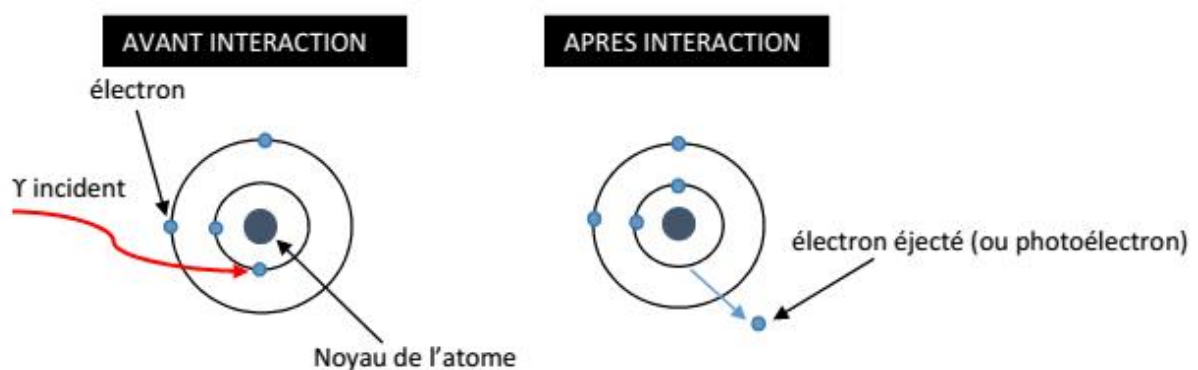 AVANT INTERACTION
APRES INTERACTION
électron
ϒ incident
électron éjecté (ou photoélectron)
Noyau de l'atome